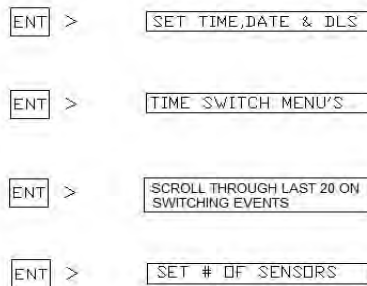 ENT > SET TIME,DATE & DLS
ENT > TIME SWITCH MENU'S
ENT > SCROLL THROUGH LAST 20 ON
SWITCHING EVENTS
ENT > SET # OF SENSORS